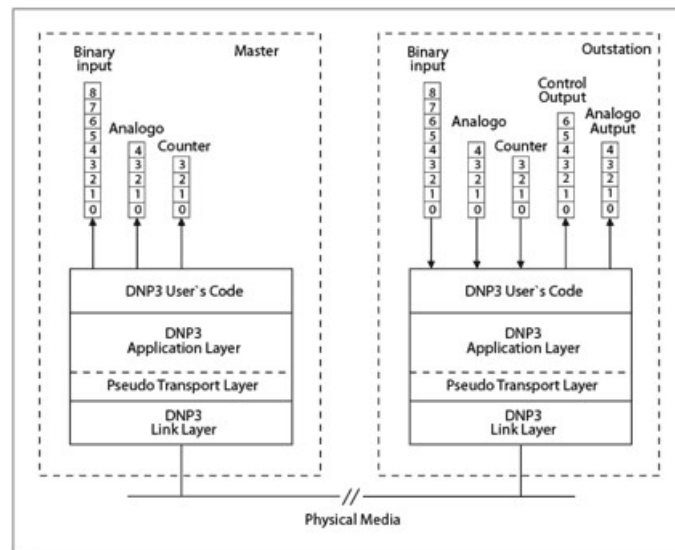 Master
Binary
input
8
7
6
5
4
3
2
1
0
Analogo
4
3
2
1
0
Counter
3
2
1
0
DNP3 User`s Code
DNP3
Application Layer
Pseudo Transport Layer
DNP3
Link Layer
Outstation
Binary
input
8
7
6
5
4
3
2
1
0
Analogo
4
3
2
1
0
Counter
3
2
1
0
Control
Output
6
5
4
3
2
1
0
Analogo
Autput
4
3
2
1
0
DNP3 User`s Code
DNP3
Application Layer
Pseudo Transport Layer
DNP3
Link Layer
//
Physical Media